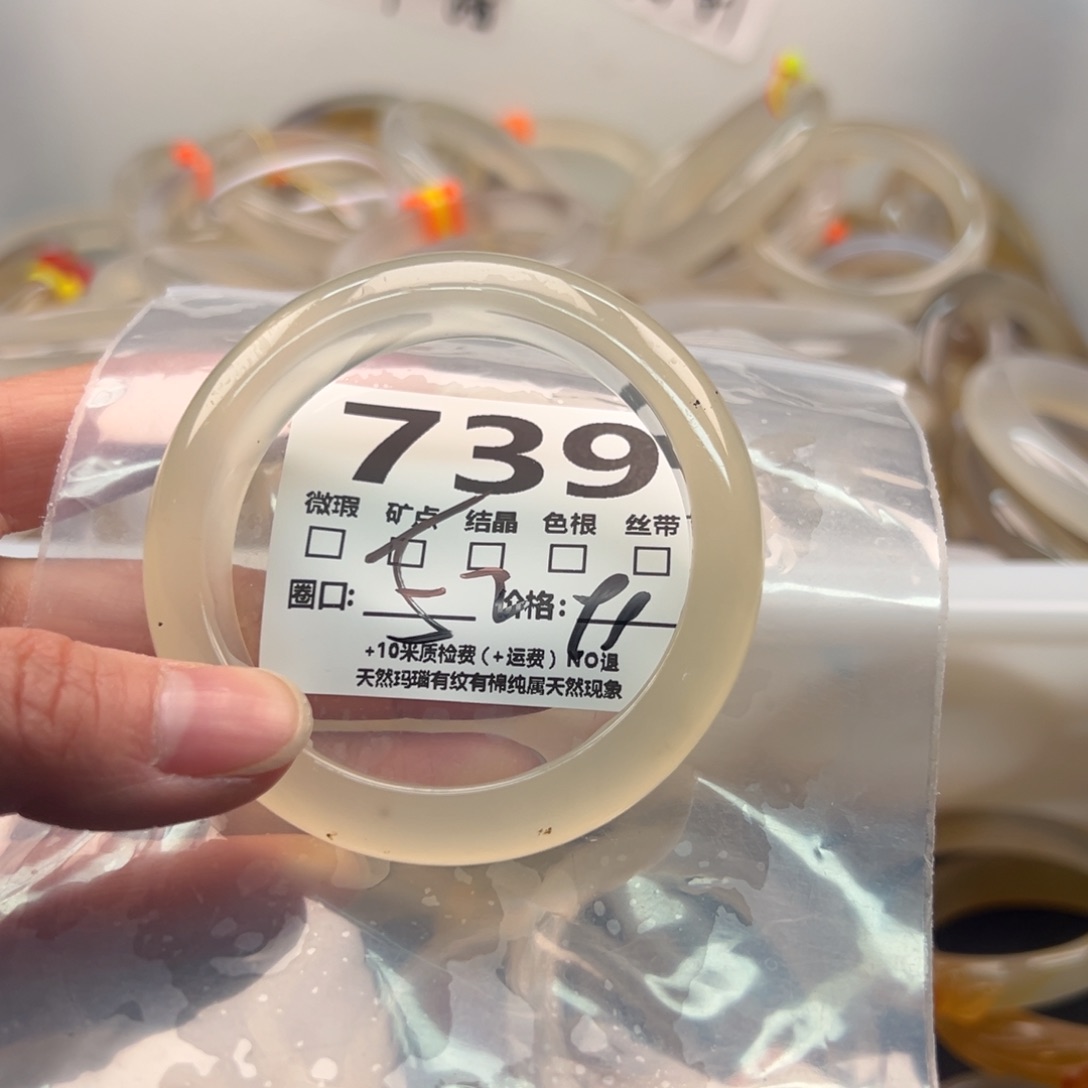 739
微瑕 矿点 结晶 色根 丝带
圈口: 价格:
+10米质检费(+运费) NO退
天然玛瑙有纹有棉纯属天然现象